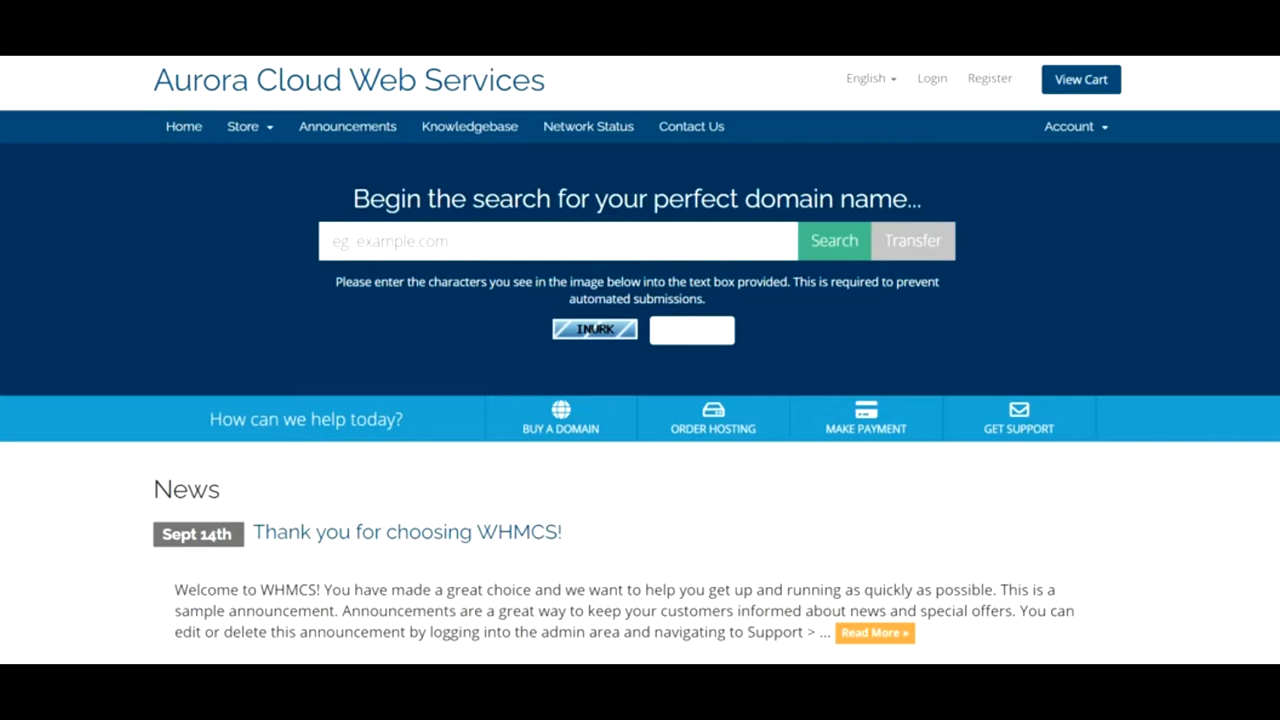 Aurora Cloud Web Services
English
Login
Register
View Cart
Home
Store
Announcements
Knowledgebase
Network Status
Contact Us
Account
Begin the search for your perfect domain name...
eg. example.com
Search
Transfer
Please enter the characters you see in the image below into the text box provided. This is required to prevent
automated submissions.
INURK
How can we help today?
BUY A DOMAIN
ORDER HOSTING
MAKE PAYMENT
GET SUPPORT
News
Sept 14th
Thank you for choosing WHMCS!
Welcome to WHMCS! You have made a great choice and we want to help you get up and running as quickly as possible. This is a
sample announcement. Announcements are a great way to keep your customers informed about news and special offers. You can
edit or delete this announcement by logging into the admin area and navigating to Support > ...
Read More »